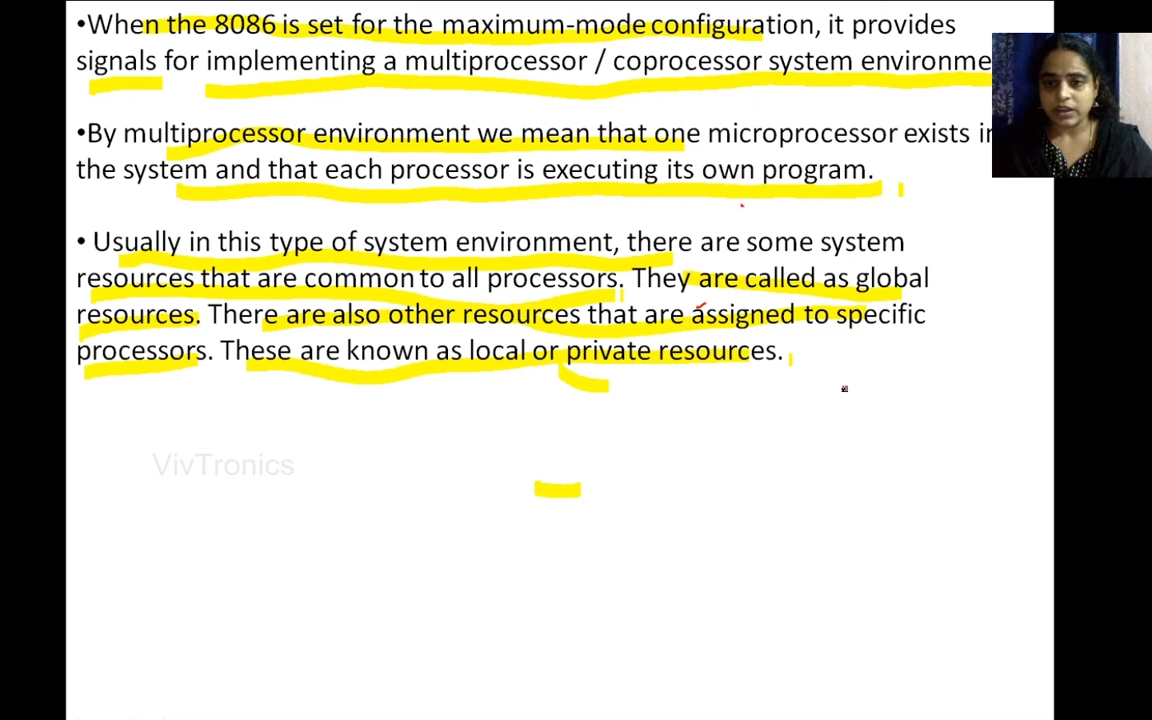 •When the 8086 is set for the maximum-mode configuration, it provides
signals for implementing a multiprocessor / coprocessor system environme
•By multiprocessor environment we mean that one microprocessor exists in
the system and that each processor is executing its own program.
• Usually in this type of system environment, there are some system
resources that are common to all processors. They are called as global
resources. There are also other resources that are assigned to specific
processors. These are known as local or private resources.
VivTronics